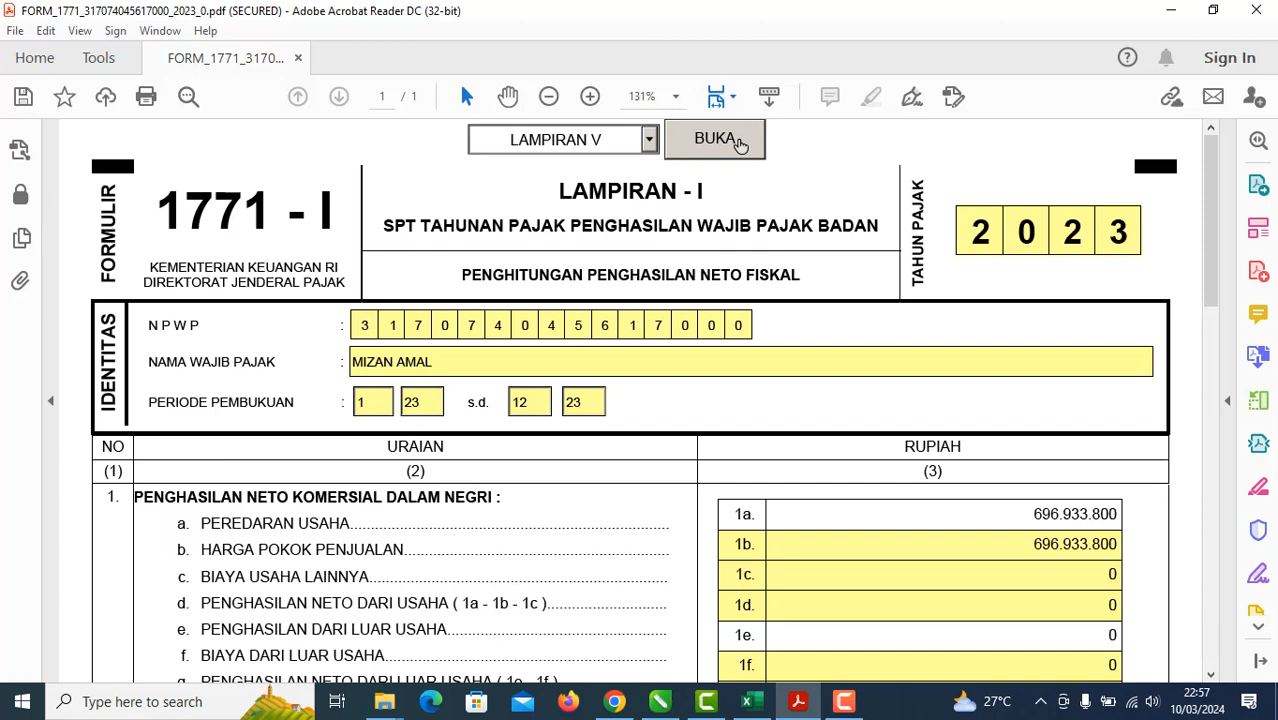 FORM_1771_317074045617000_2023_0.pdf (SECURED) - Adobe Acrobat Reader DC (32-bit)
File Edit View Sign Window Help
Home Tools FORM_1771_3170... ×
Sign In
1 / 1
131%
LAMPIRAN V
BUKA
FORMULIR
1771 - I
KEMENTERIAN KEUANGAN RI
DIREKTORAT JENDERAL PAJAK
LAMPIRAN - I
SPT TAHUNAN PAJAK PENGHASILAN WAJIB PAJAK BADAN
PENGHITUNGAN PENGHASILAN NETO FISKAL
TAHUN PAJAK
2 0 2 3
IDENTITAS
N P W P : 3 1 7 0 7 4 0 4 5 6 1 7 0 0 0
NAMA WAJIB PAJAK : MIZAN AMAL
PERIODE PEMBUKUAN : 1 23 s.d. 12 23
NO URAIAN RUPIAH
(1) (2) (3)
1. PENGHASILAN NETO KOMERSIAL DALAM NEGRI :
a. PEREDARAN USAHA 1a. 696.933.800
b. HARGA POKOK PENJUALAN 1b. 696.933.800
c. BIAYA USAHA LAINNYA 1c. 0
d. PENGHASILAN NETO DARI USAHA ( 1a - 1b - 1c ) 1d. 0
e. PENGHASILAN DARI LUAR USAHA 1e. 0
f. BIAYA DARI LUAR USAHA 1f. 0
g. PENGHASILAN NETO DARI LUAR USAHA ( 1e - 1f )
Type here to search
27°C
22:57
10/03/2024